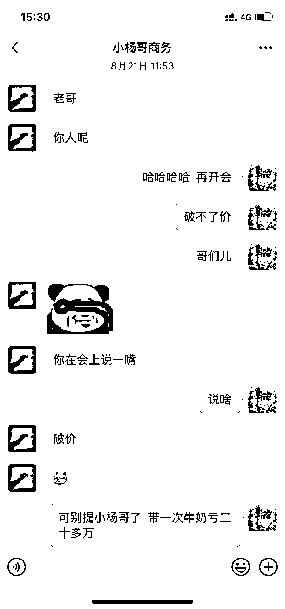 15:30
4G
小杨哥商务
8月21日 11:53
老哥
你人呢
哈哈哈哈 再开会
破不了价
哥们儿
你在会上说一嘴
说啥
破价
可别提小杨哥了 带一次牛奶亏二
十多万